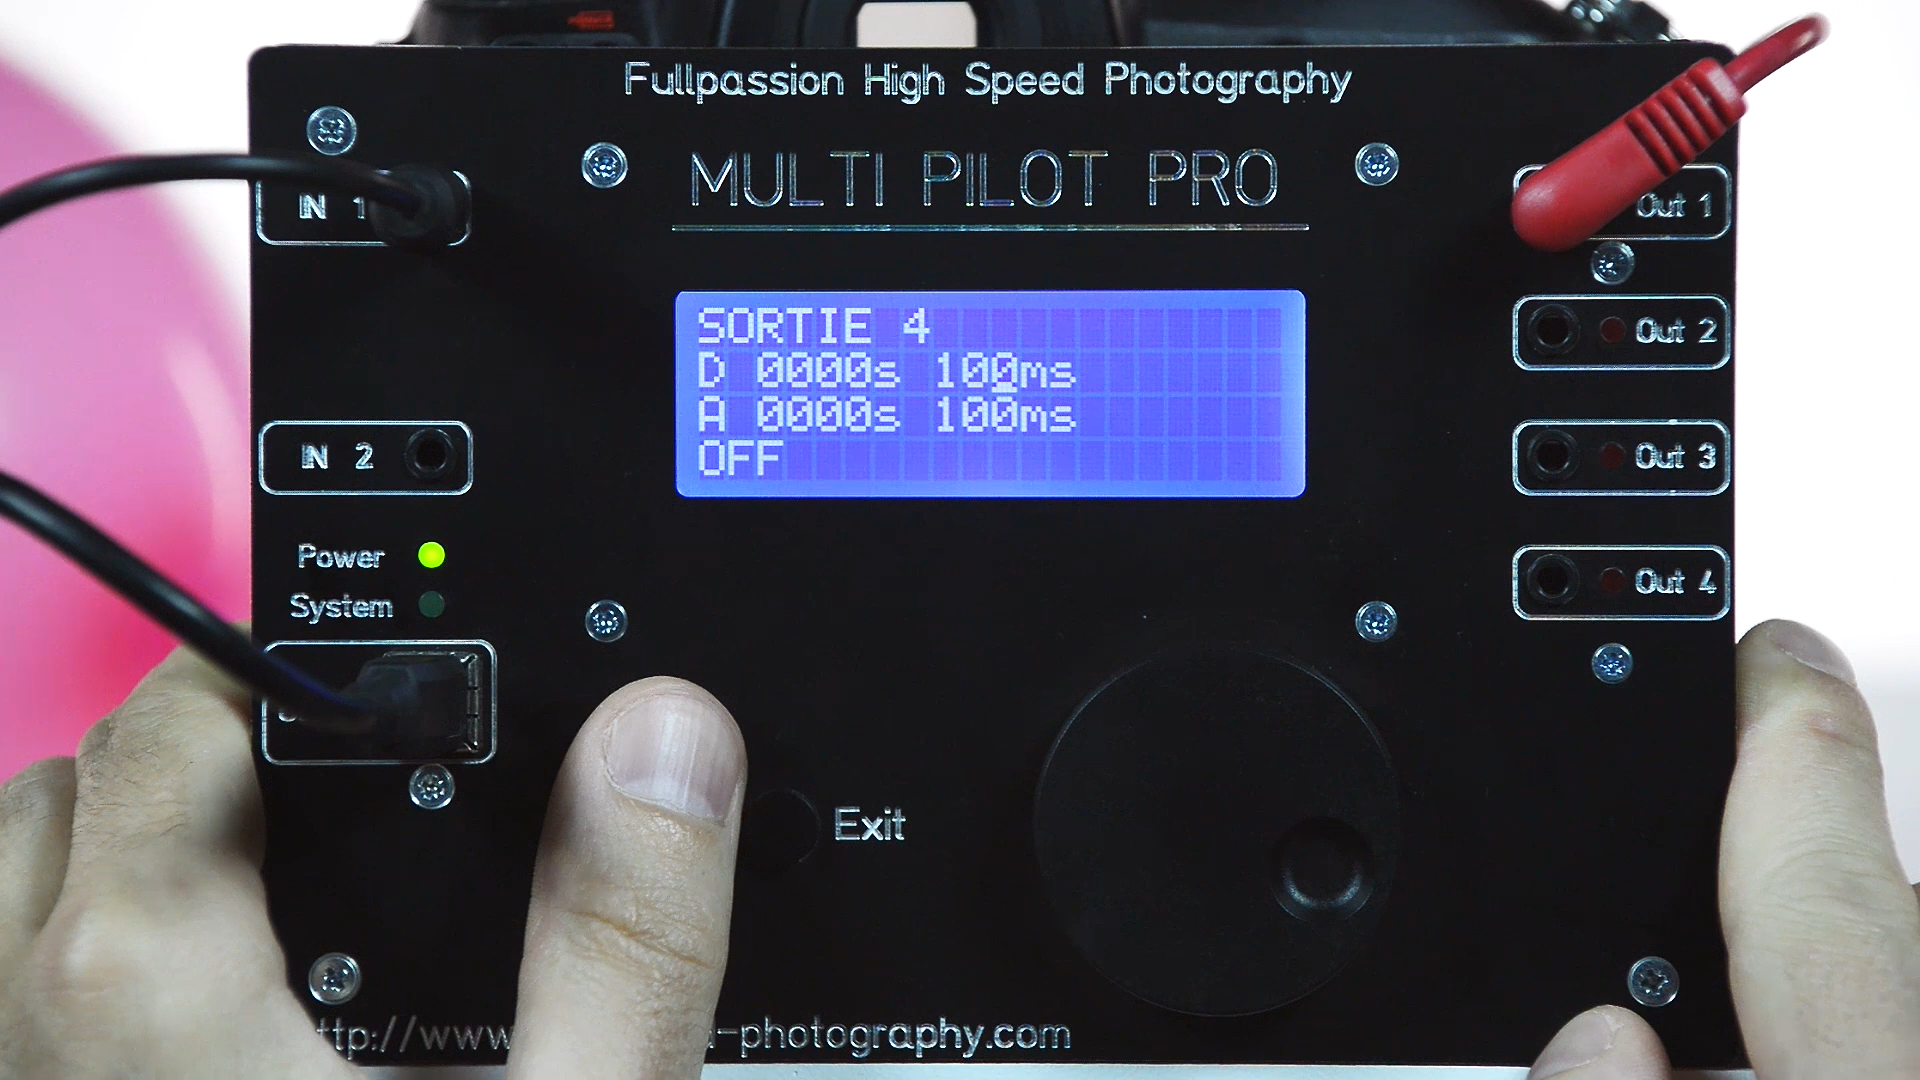 Fullpassion High Speed Photography
MULTI PILOT PRO
IN 1
Out 1
SORTIE 4
D 0000s 100ms
A 0000s 100ms
OFF
Out 2
IN 2
Out 3
Power
System
Out 4
Exit
-photography.com